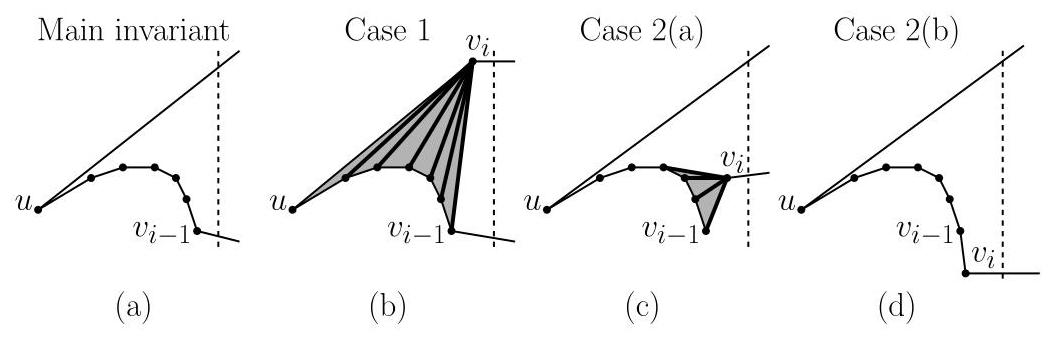 Main invariant Case 1 Case 2(a) Case 2(b)
v_i
v_i
u u u u
v_{i−1} v_{i−1} v_{i−1} v_{i−1}
v_i
(a) (b) (c) (d)